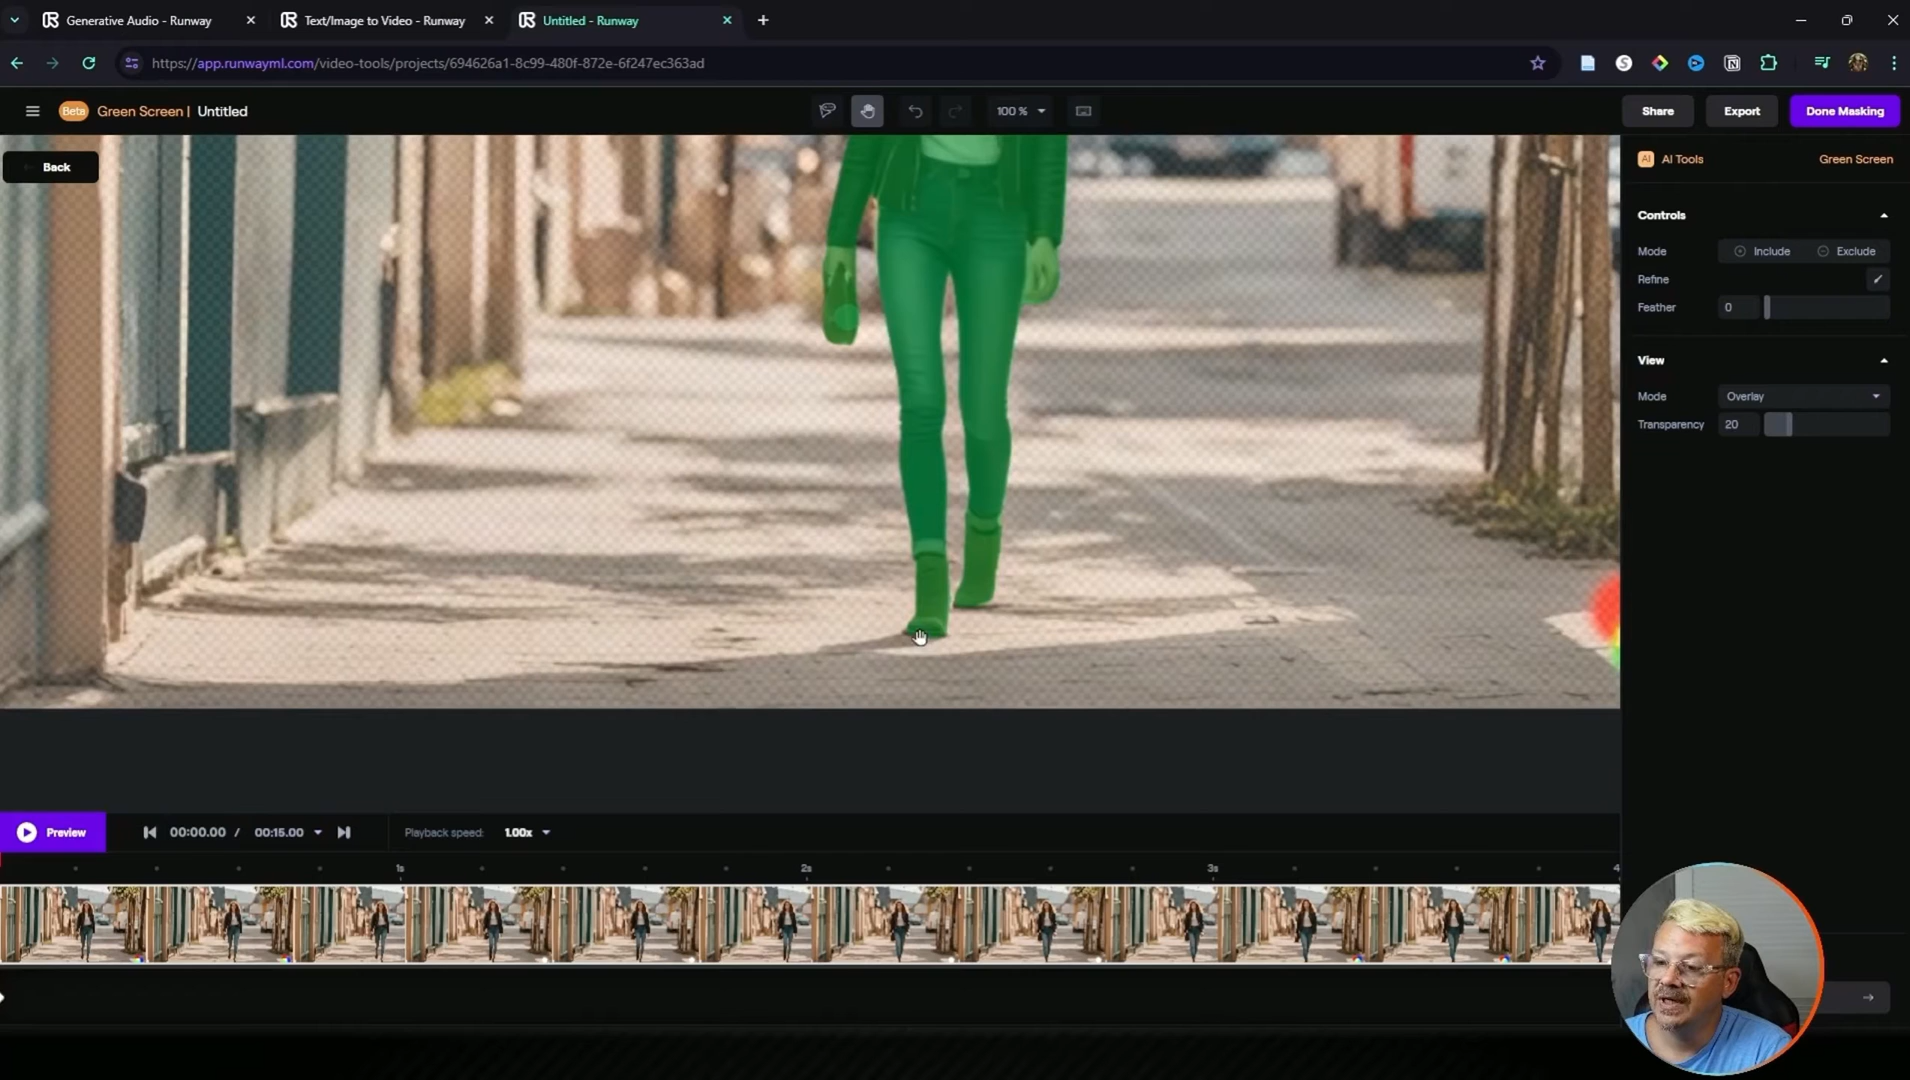 Generative Audio - Runway
Text/Image to Video - Runway
Untitled - Runway
https://app.runwayml.com/video-tools/projects/694626a1-8c99-480f-872e-6f247ec363ad
Beta Green Screen | Untitled
100 %
Share
Export
Done Masking
Back
AI AI Tools
Green Screen
Controls
Mode
Include
Exclude
Refine
Feather
0
View
Mode
Overlay
Transparency
20
Preview
00:00.00 / 00:15.00
Playback speed: 1.00x
1s
2s
3s
4